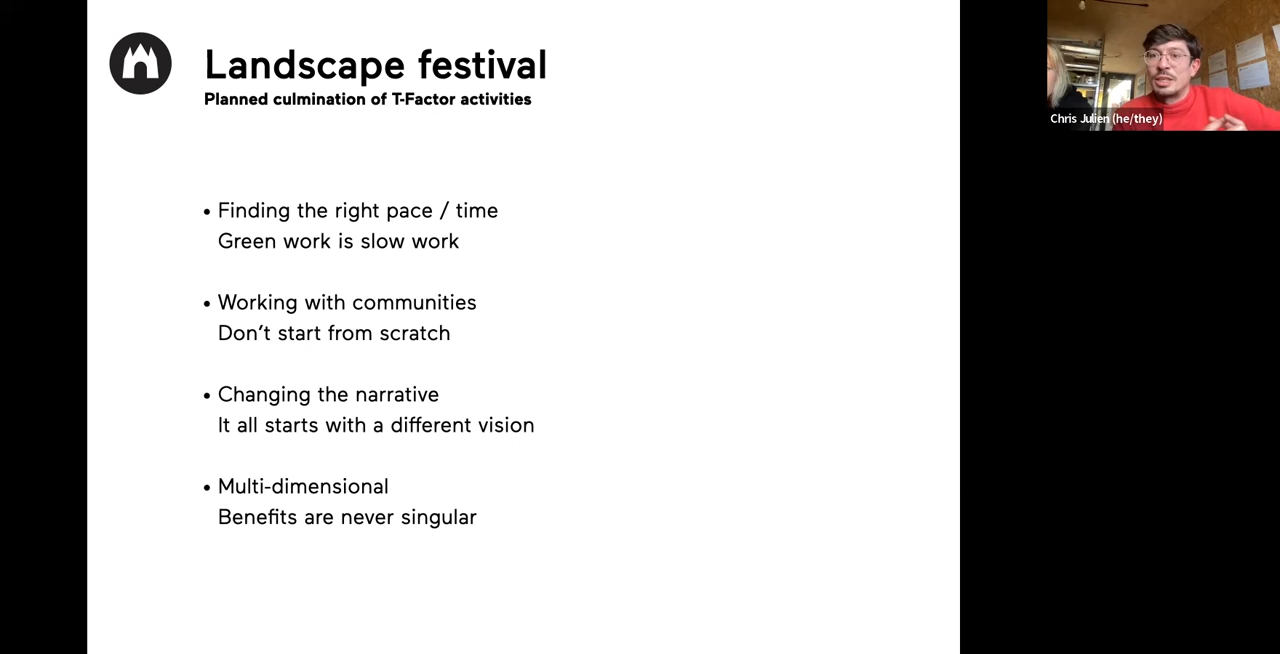 Landscape festival
Planned culmination of T-Factor activities
• Finding the right pace / time
Green work is slow work
• Working with communities
Don’t start from scratch
• Changing the narrative
It all starts with a different vision
• Multi-dimensional
Benefits are never singular
Chris Julien (he/they)